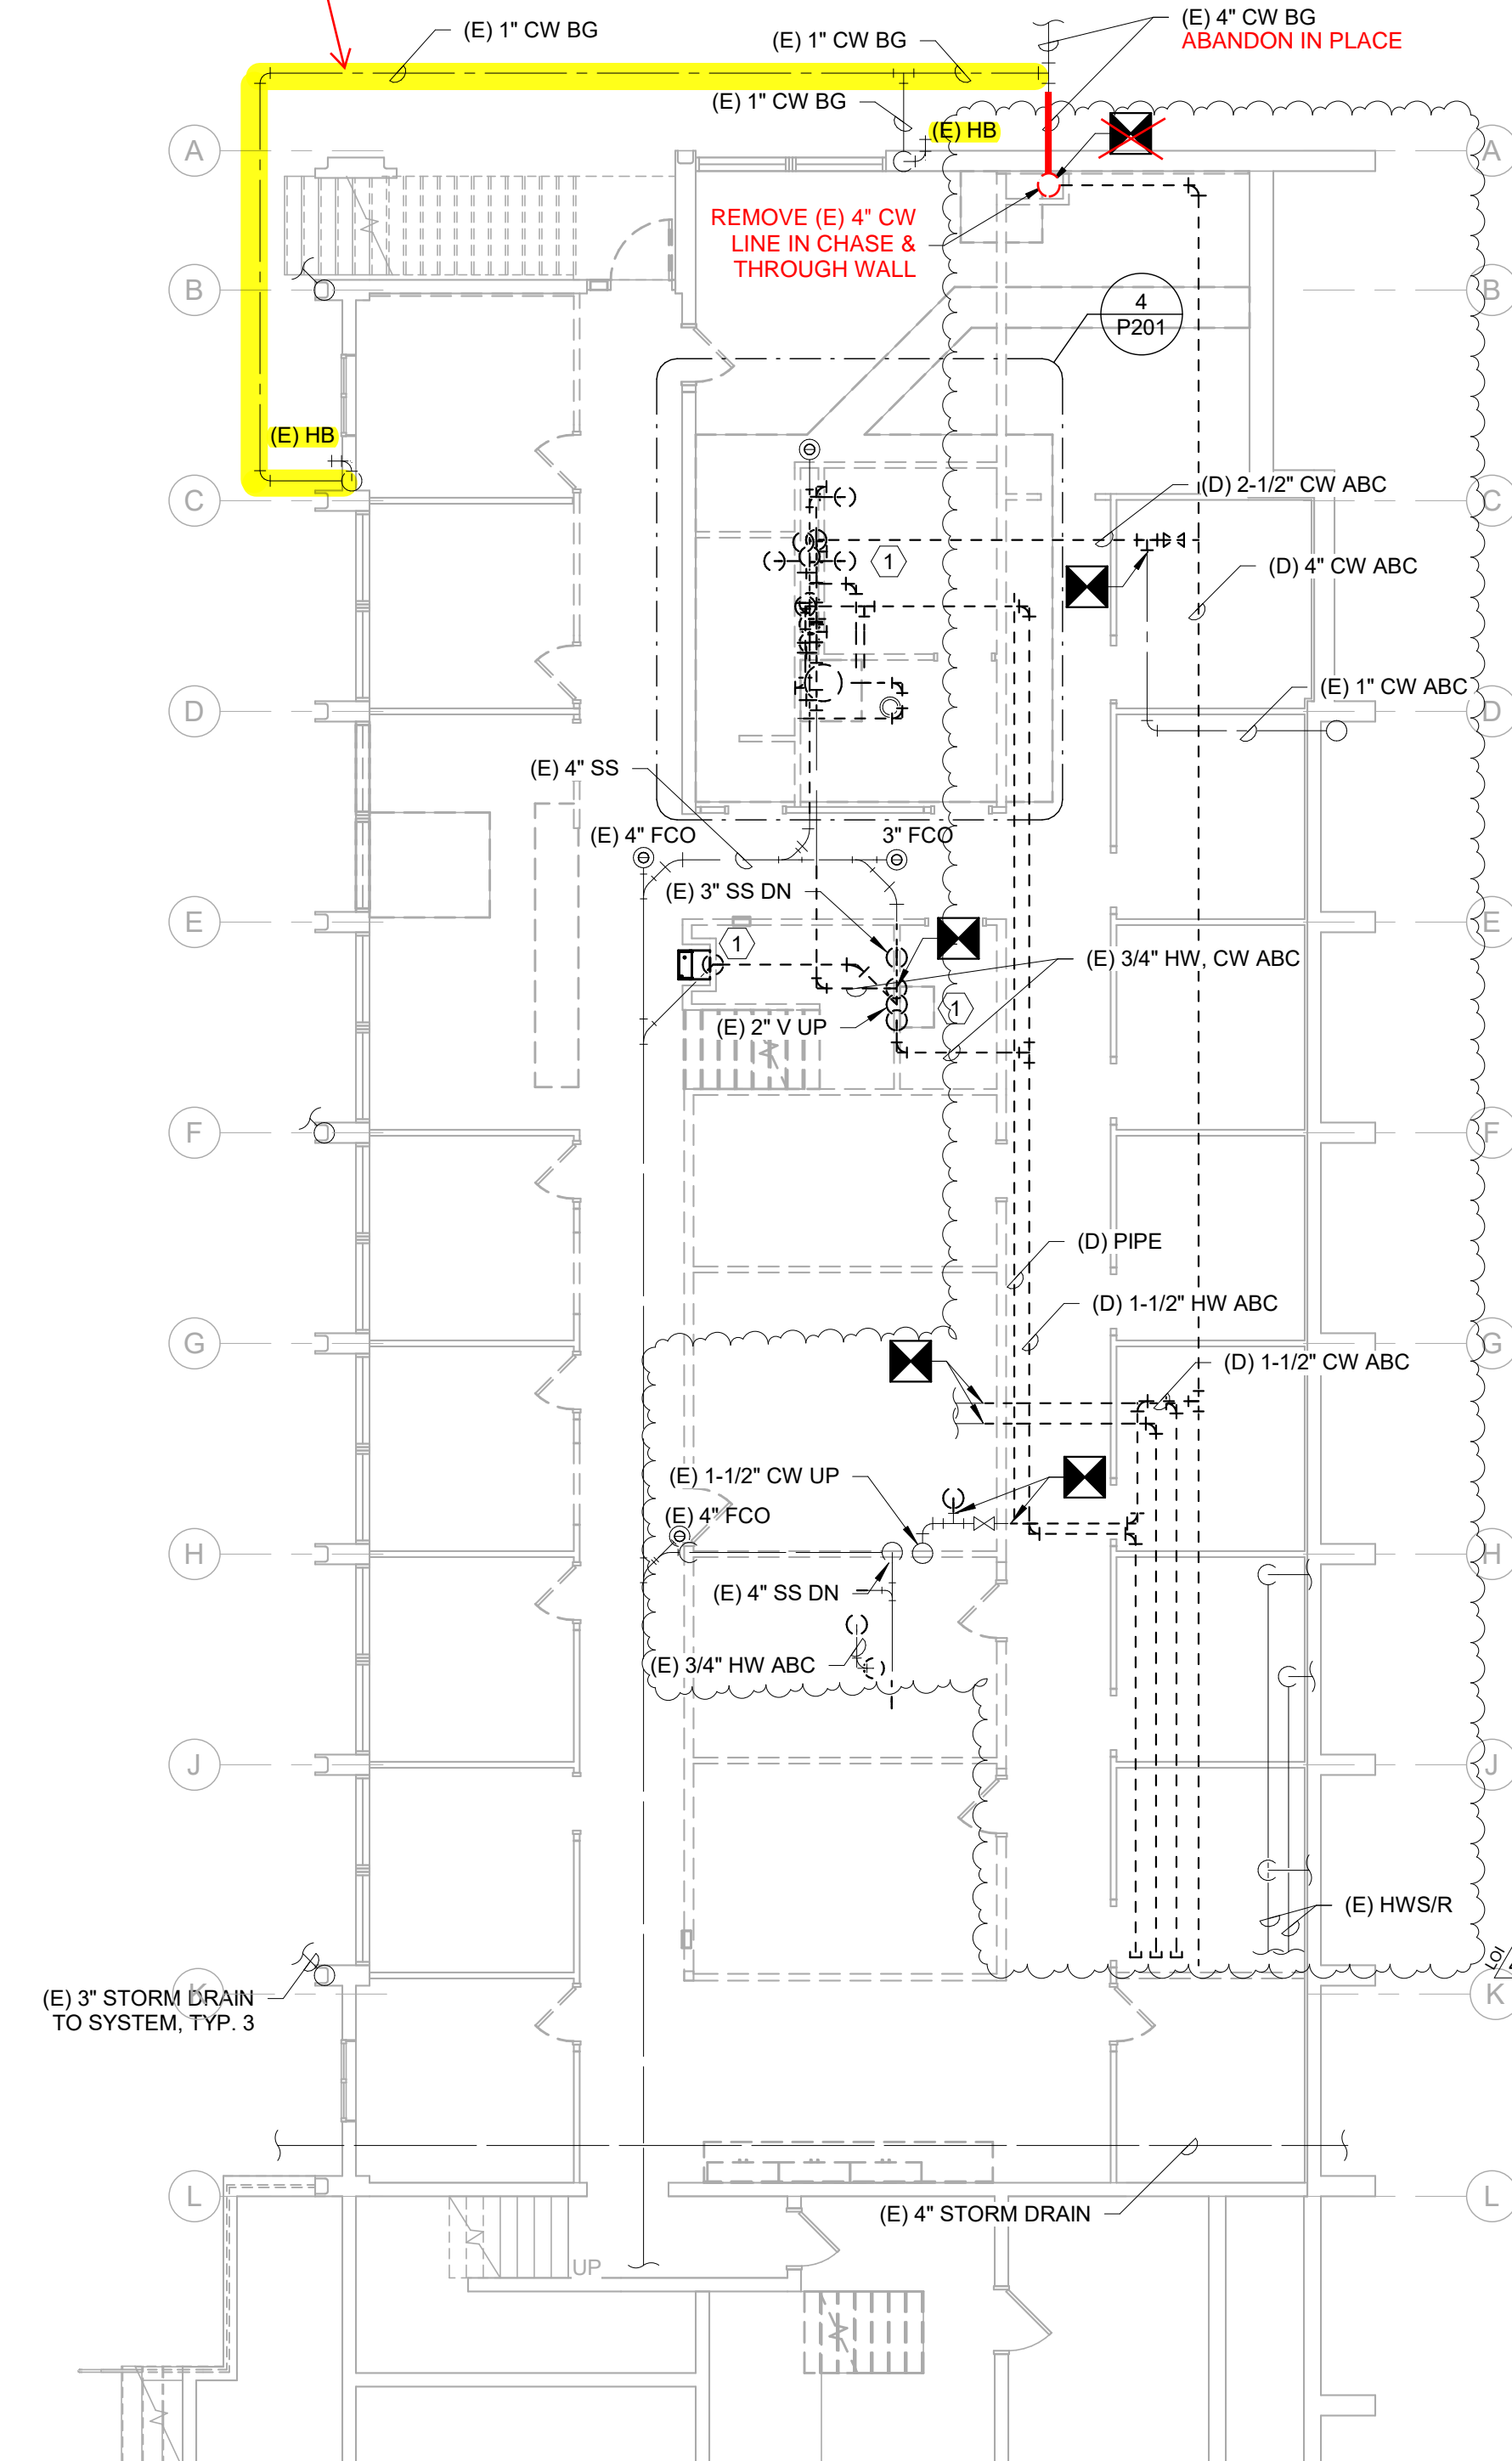 (E) 1" CW BG
(E) 1" CW BG
(E) 4" CW BG
ABANDON IN PLACE
(E) 1" CW BG
(E) HB
A
A
REMOVE (E) 4" CW
LINE IN CHASE &
THROUGH WALL
B
B
4
P201
(E) HB
C
C
(D) 2-1/2" CW ABC
1
(D) 4" CW ABC
(E) 1" CW ABC
D
D
(E) 4" SS
(E) 4" FCO
3" FCO
(E) 3" SS DN
E
E
1
(E) 3/4" HW, CW ABC
1
(E) 2" V UP
F
F
(D) PIPE
(D) 1-1/2" HW ABC
G
G
(D) 1-1/2" CW ABC
(E) 1-1/2" CW UP
(E) 4" FCO
H
H
(E) 4" SS DN
(E) 3/4" HW ABC
J
J
(E) HWS/R
LOI
K
K
(E) 3" STORM DRAIN
TO SYSTEM, TYP. 3
L
L
(E) 4" STORM DRAIN
UP